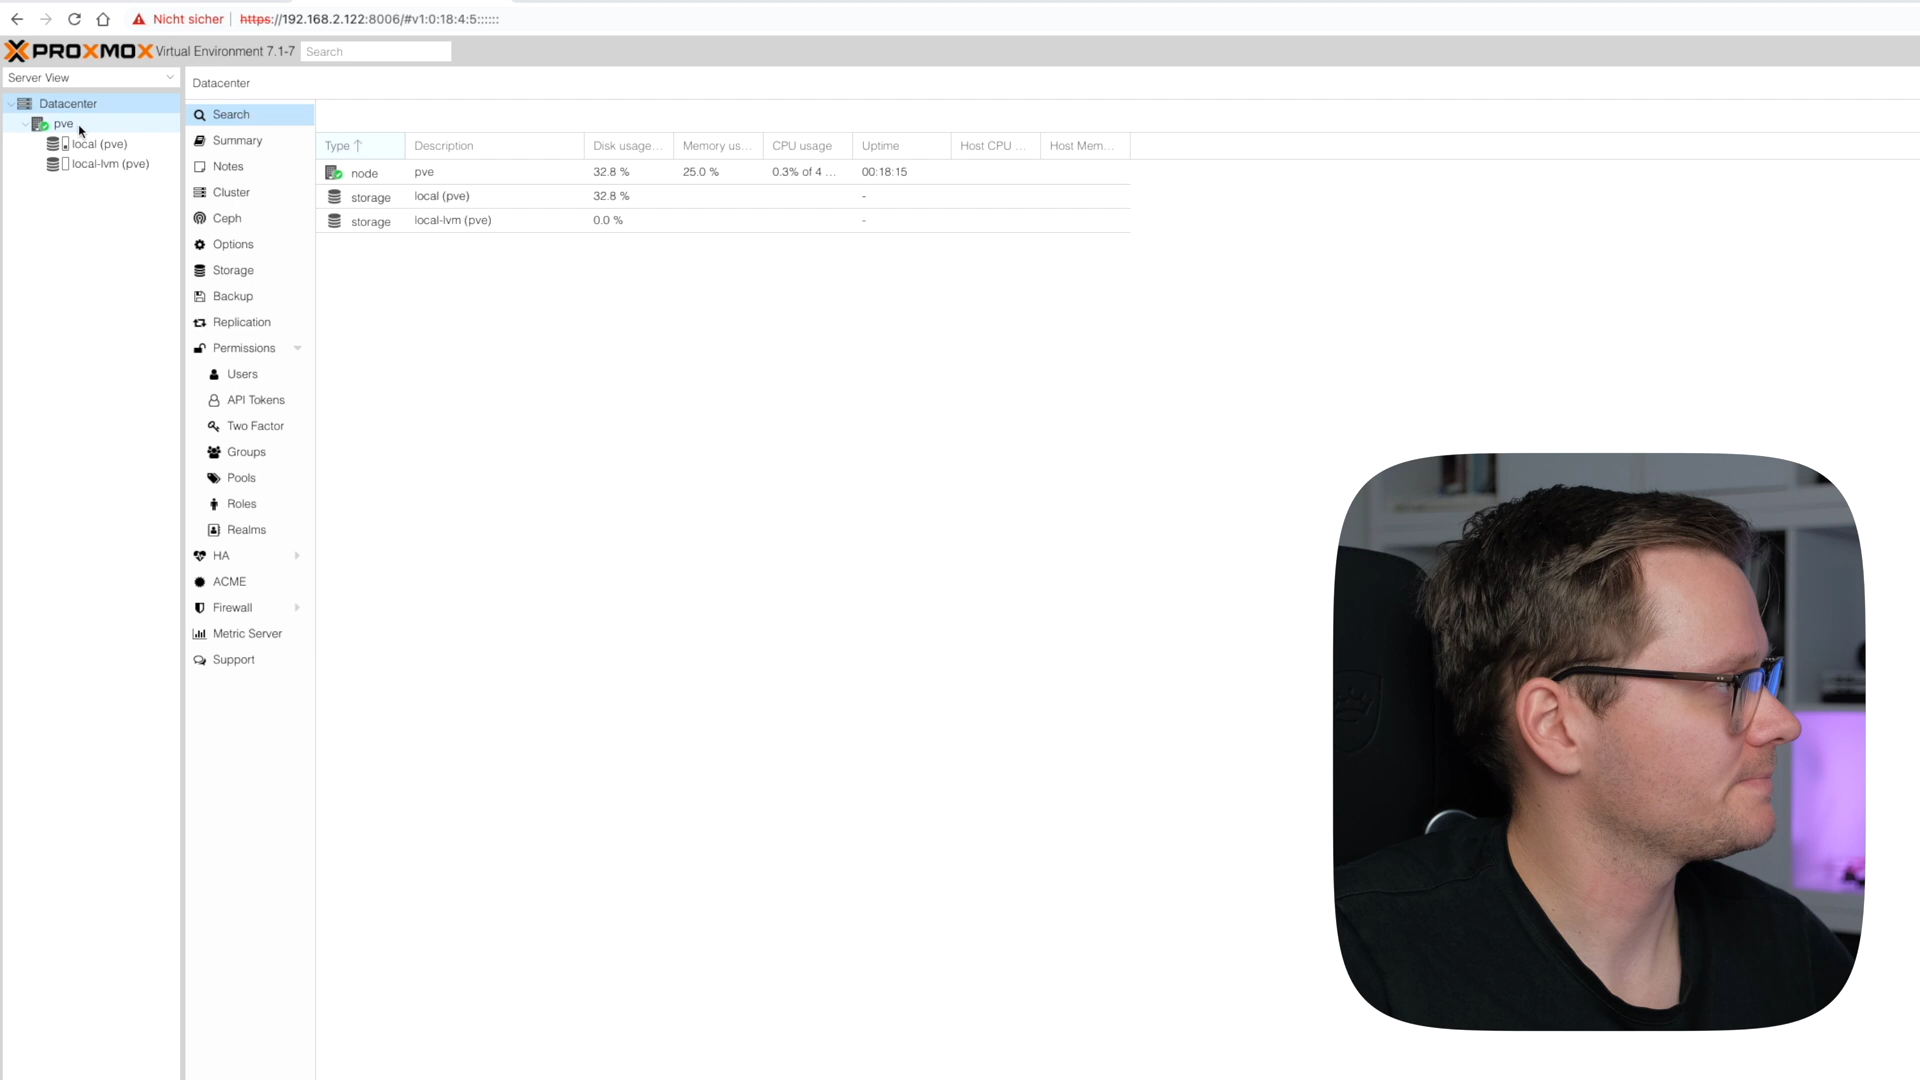 Nicht sicher https://192.168.2.122:8006/#v1:0:18:4:5::::::
PROXMOX Virtual Environment 7.1-7 Search
Server View
Datacenter
pve
local (pve)
local-lvm (pve)
Datacenter
Search
Summary
Notes
Cluster
Ceph
Options
Storage
Backup
Replication
Permissions
Users
API Tokens
Two Factor
Groups
Pools
Roles
Realms
HA
ACME
Firewall
Metric Server
Support
Type Description Disk usage... Memory us... CPU usage Uptime Host CPU ... Host Mem...
node pve 32.8 % 25.0 % 0.3% of 4 ... 00:18:15
storage local (pve) 32.8 % -
storage local-lvm (pve) 0.0 % -